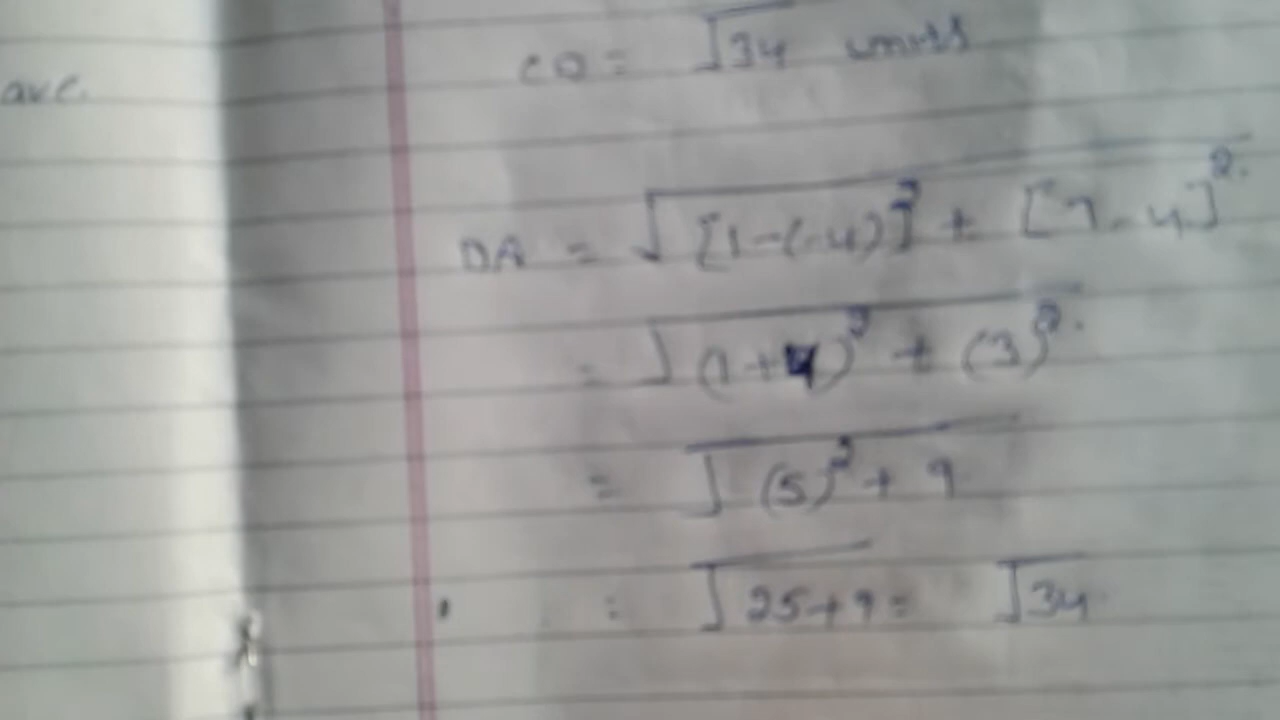 CD = √34 units
ave.
DA = √[1-(-4)]² + [7-4]²
= √(1+4)² + (3)²
= √(5)² + 9
= √25+9 = √34